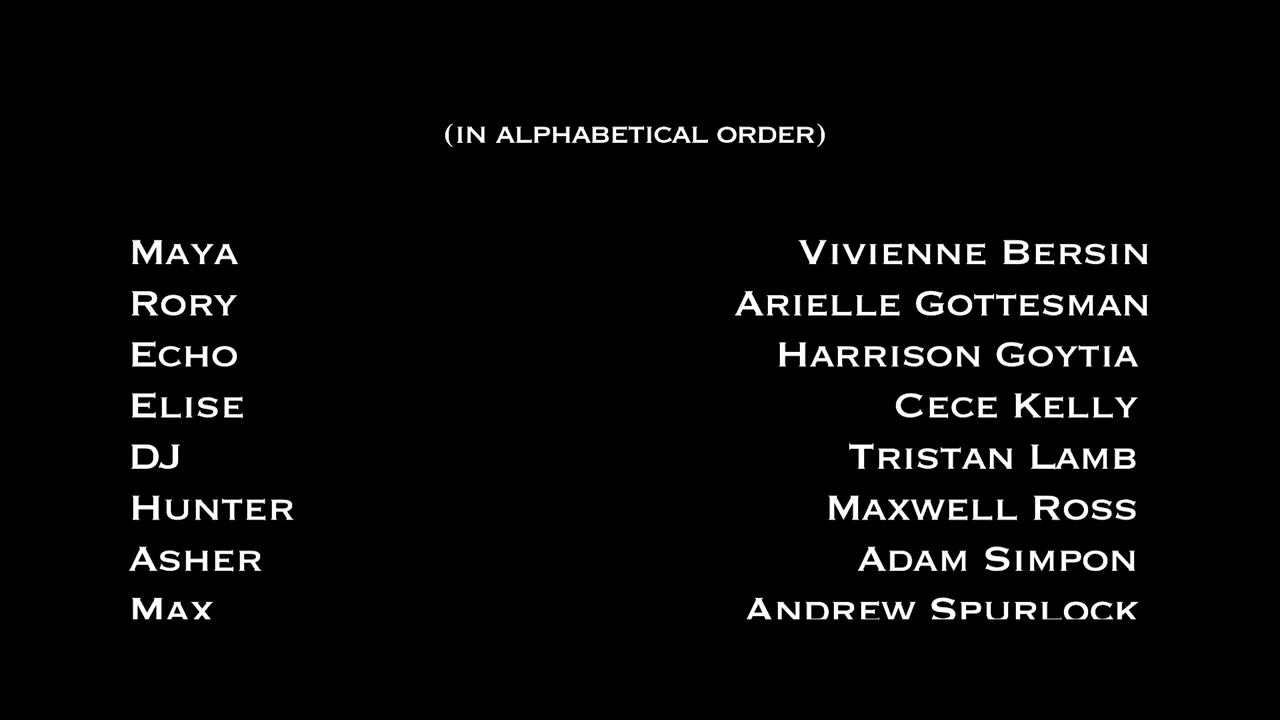 (IN ALPHABETICAL ORDER)
MAYA VIVIENNE BERSIN
RORY ARIELLE GOTTESMAN
ECHO HARRISON GOYTIA
ELISE CECE KELLY
DJ TRISTAN LAMB
HUNTER MAXWELL ROSS
ASHER ADAM SIMPON
MAX ANDREW SPURLOCK